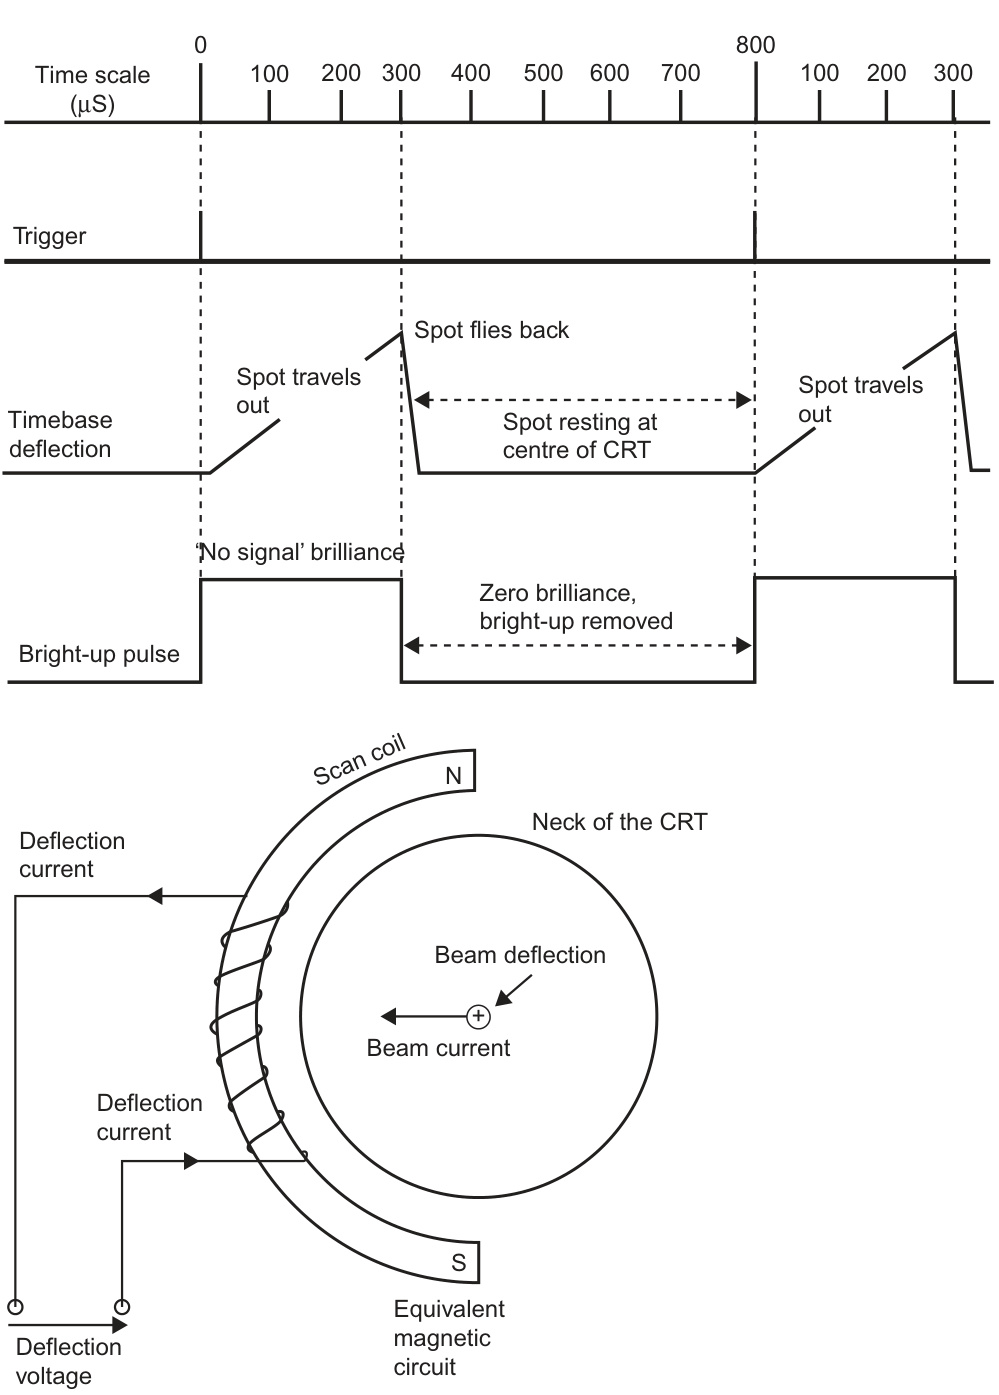 0 800
Time scale 100 200 300 400 500 600 700 100 200 300
(μS)
Trigger
Spot flies back
Spot travels
out
Spot travels
out
Timebase
deflection
Spot resting at
centre of CRT
'No signal' brilliance
Zero brilliance,
bright-up removed
Bright-up pulse
Scan coil
N
Neck of the CRT
Deflection
current
Beam deflection
+
Beam current
Deflection
current
S
Equivalent
magnetic
circuit
Deflection
voltage